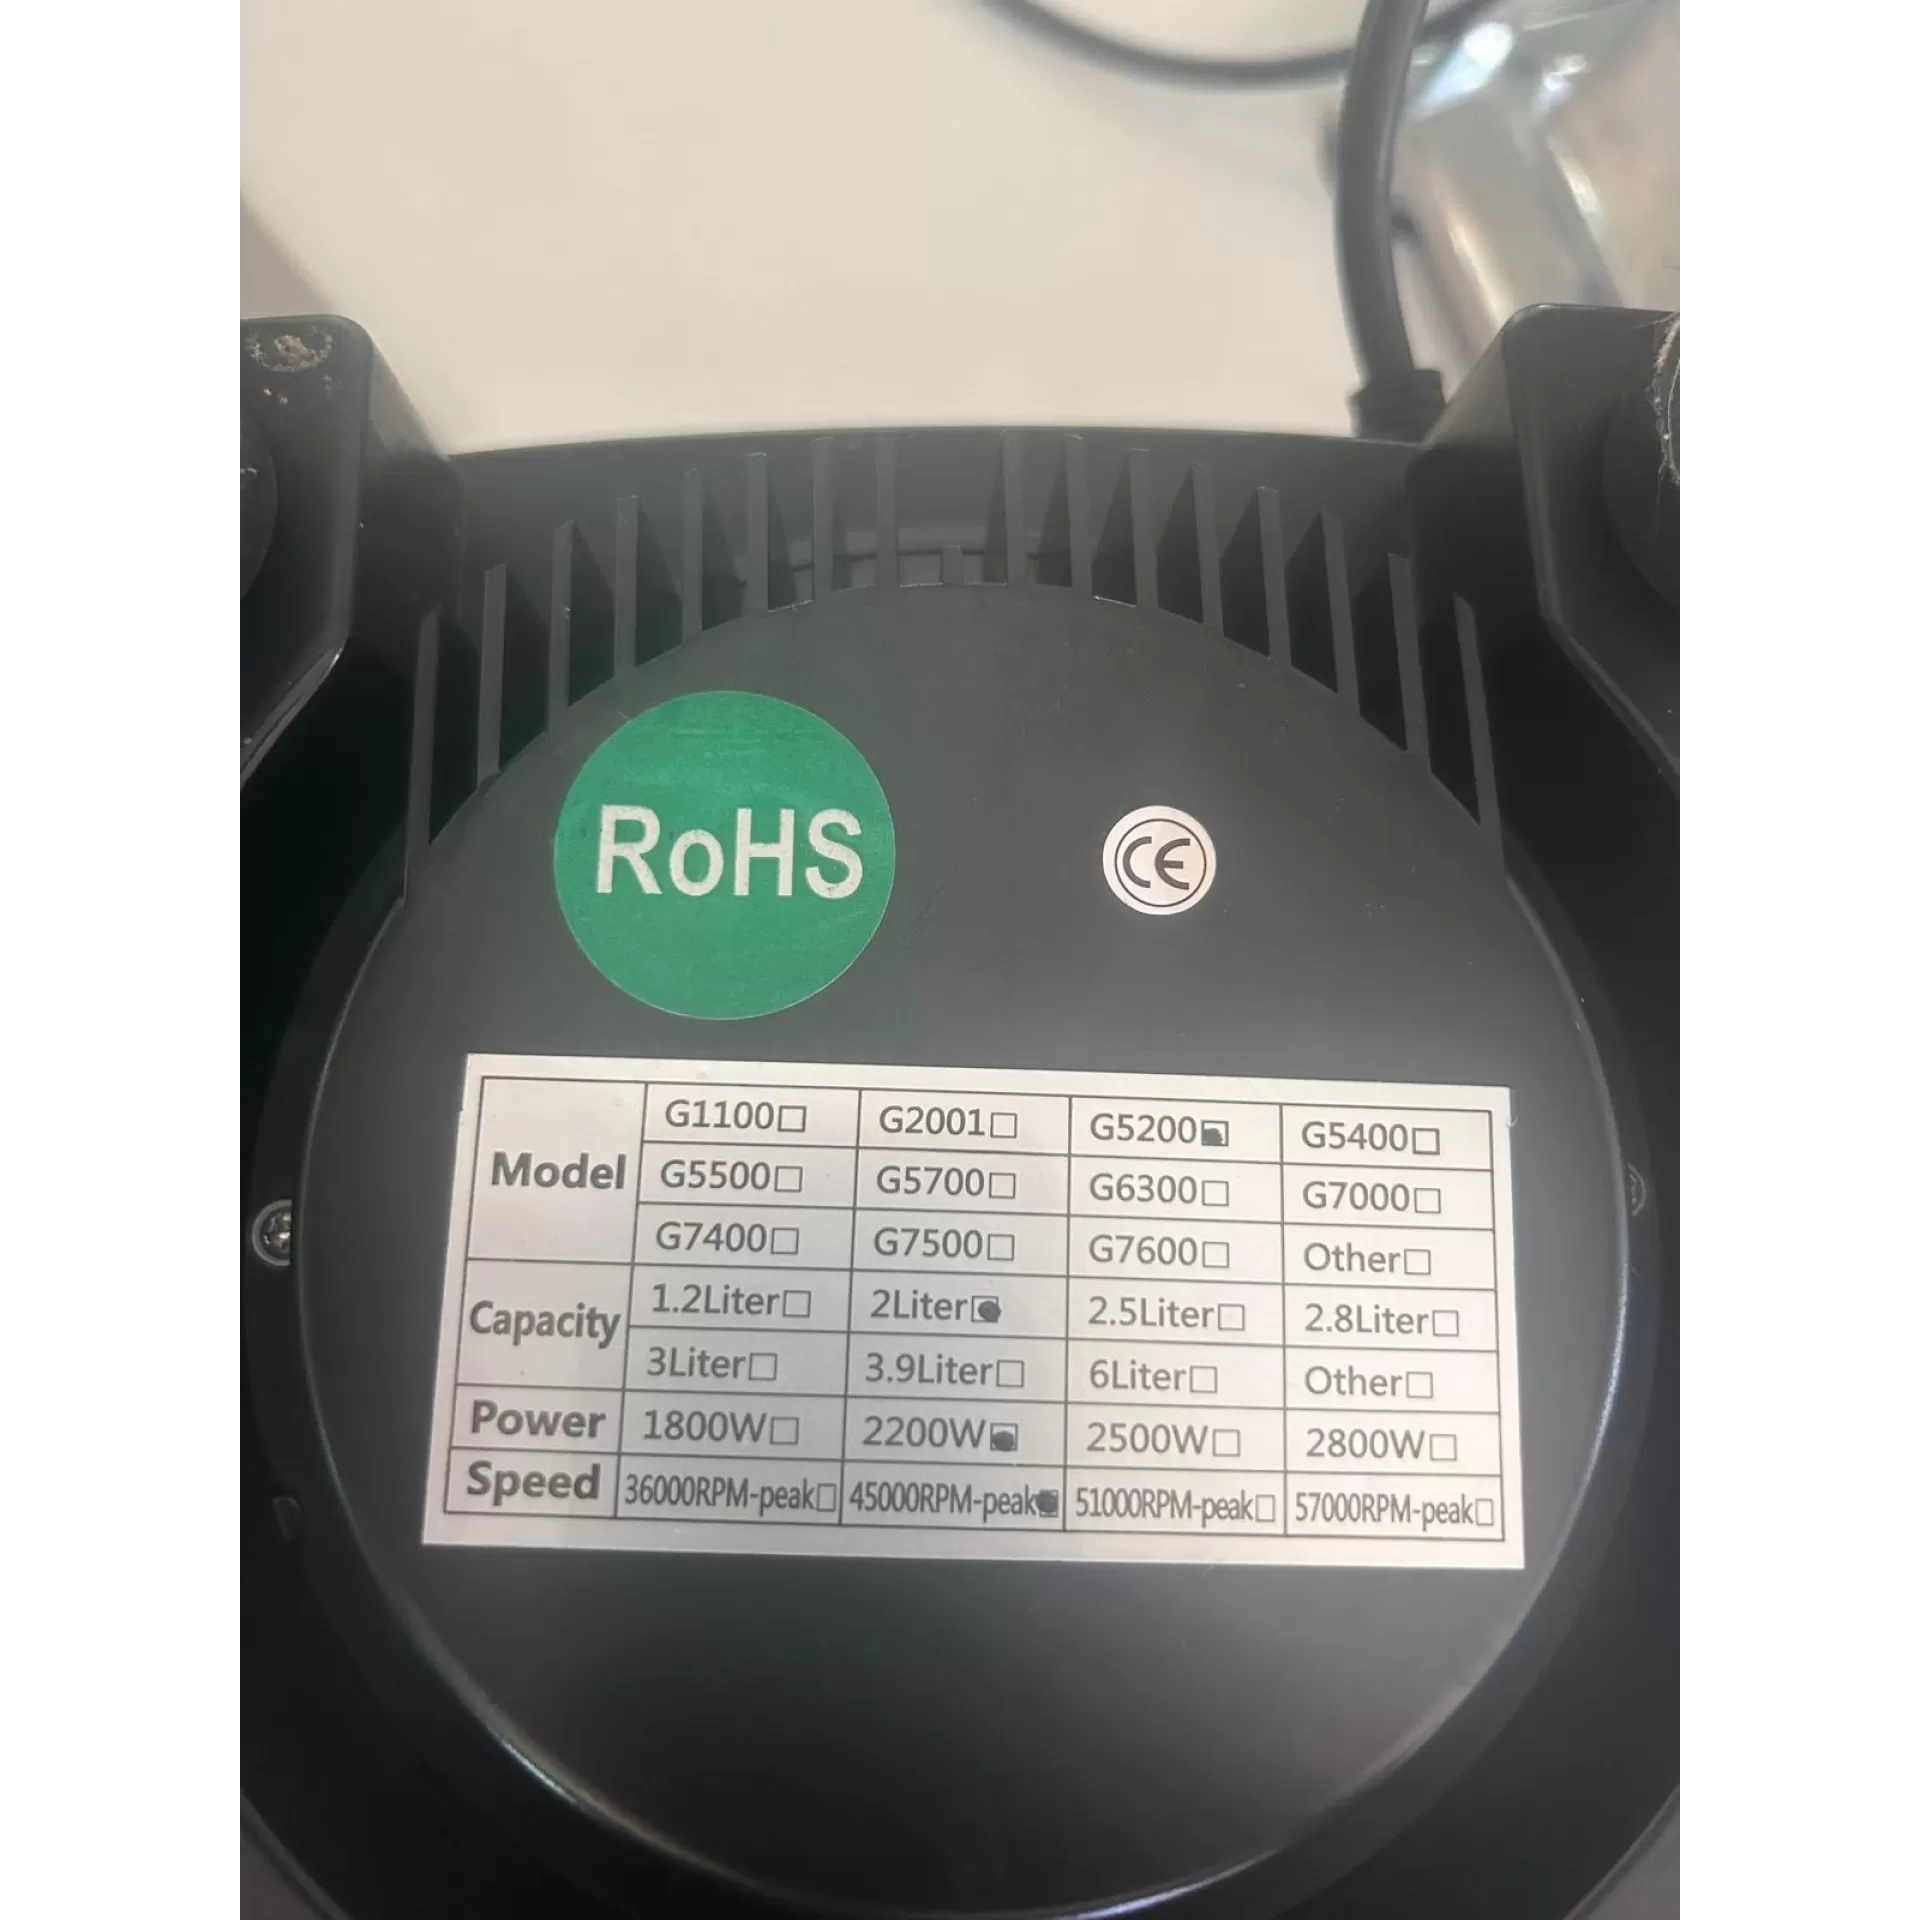 RoHS
CE
Model G1100☐ G2001☐ G5200☑ G5400☐
G5500☐ G5700☐ G6300☐ G7000☐
G7400☐ G7500☐ G7600☐ Other☐
Capacity 1.2Liter☐ 2Liter☑ 2.5Liter☐ 2.8Liter☐
3Liter☐ 3.9Liter☐ 6Liter☐ Other☐
Power 1800W☐ 2200W☑ 2500W☐ 2800W☐
Speed 36000RPM-peak☐ 45000RPM-peak☑ 51000RPM-peak☐ 57000RPM-peak☐